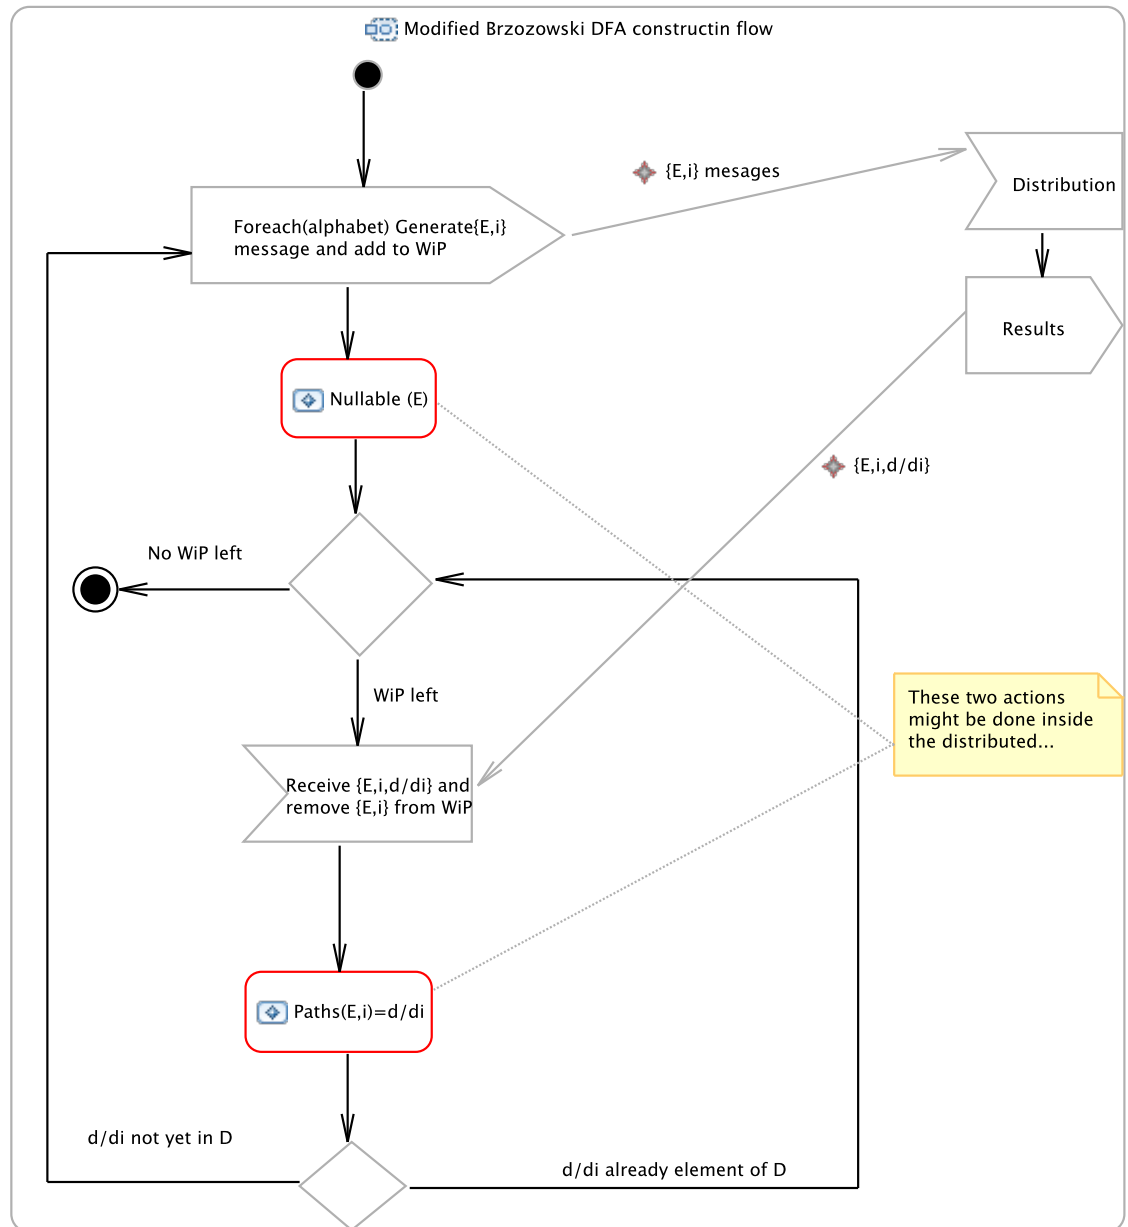 Modified Brzozowski DFA constructin flow
{E,i} mesages
Distribution
Foreach(alphabet) Generate{E,i}
message and add to WiP
Results
Nullable (E)
{E,i,d/di}
No WiP left
WiP left
These two actions
might be done inside
the distributed...
Receive {E,i,d/di} and
remove {E,i} from WiP
Paths(E,i)=d/di
d/di not yet in D
d/di already element of D